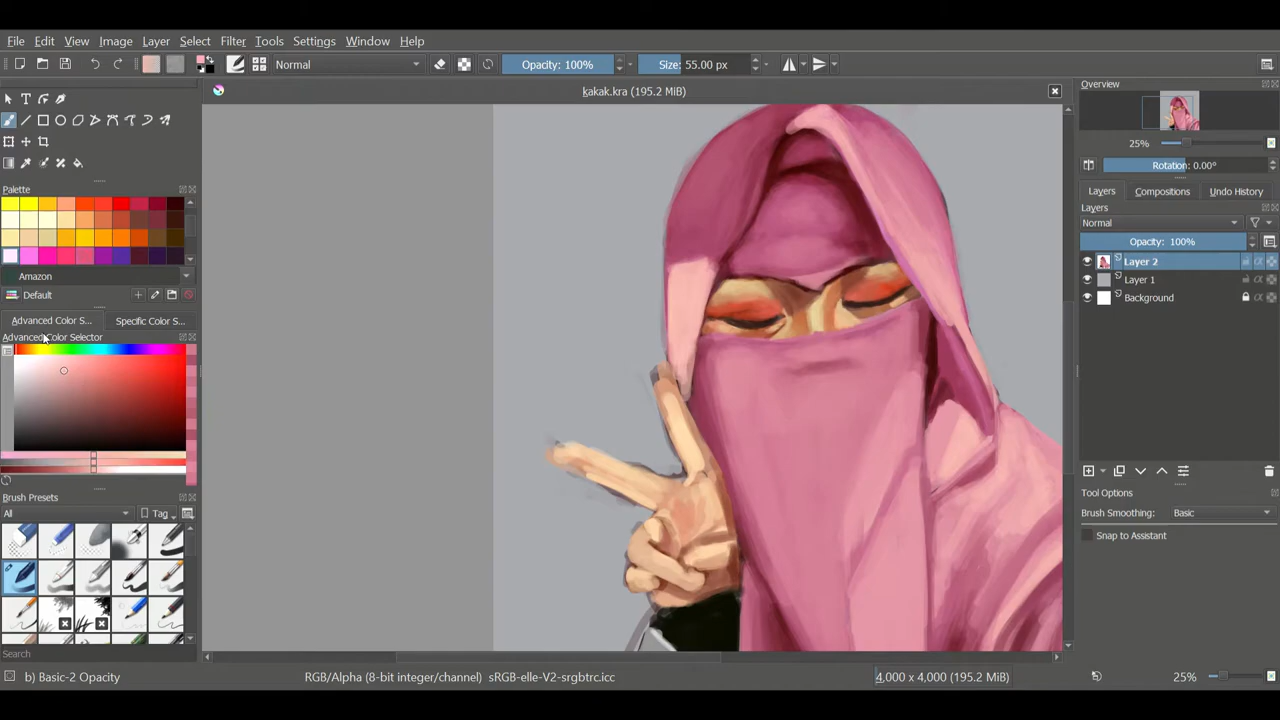 File Edit View Image Layer Select Filter Tools Settings Window Help
Normal Opacity: 100% Size: 55.00 px
kakak.kra (195.2 MiB)
Overview
25%
Rotation: 0.00°
Palette
Layers Compositions Undo History
Layers
Normal
Opacity: 100%
Layer 2
Layer 1
Background
Amazon
Default
Advanced Color S... Specific Color S...
Advanced Color Selector
Brush Presets
All Tag
Search
Tool Options
Brush Smoothing: Basic
Snap to Assistant
b) Basic-2 Opacity RGB/Alpha (8-bit integer/channel) sRGB-elle-V2-srgbtrc.icc 4,000 x 4,000 (195.2 MiB) 25%